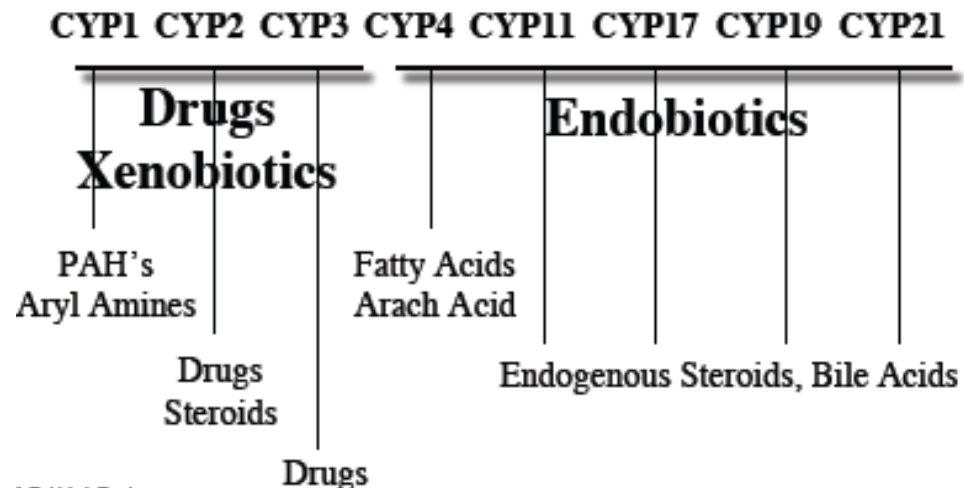 CYP1 CYP2 CYP3 CYP4 CYP11 CYP17 CYP19 CYP21
Drugs
Xenobiotics
Endobiotics
PAH's
Aryl Amines
Fatty Acids
Arach Acid
Drugs
Steroids
Endogenous Steroids, Bile Acids
Drugs